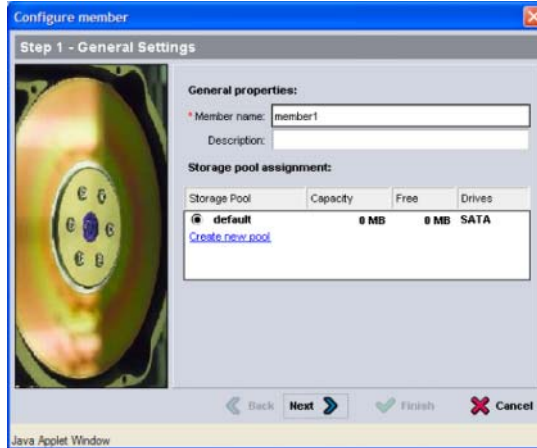 Configure member
Step 1 - General Settings
General properties:
* Member name: member1
Description:
Storage pool assignment:
Storage Pool Capacity Free Drives
default 0 MB 0 MB SATA
Create new pool
Back Next Finish Cancel
Java Applet Window